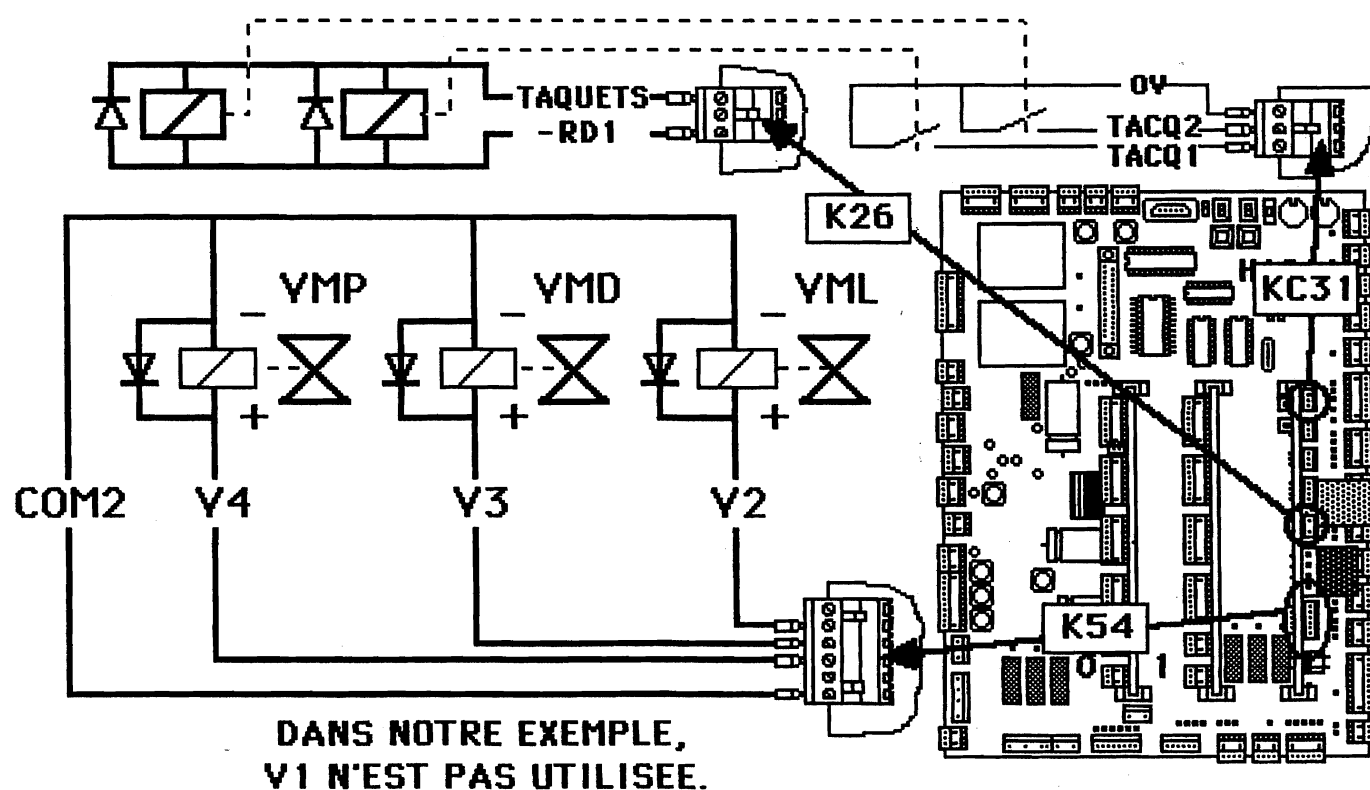 TAQUETS
-RD1
0V
TACQ2
TACQ1
K26
KC31
VMP
VMD
VML
-
-
-
+
+
+
COM2
V4
V3
V2
K54
0 1
DANS NOTRE EXEMPLE,
V1 N'EST PAS UTILISEE.